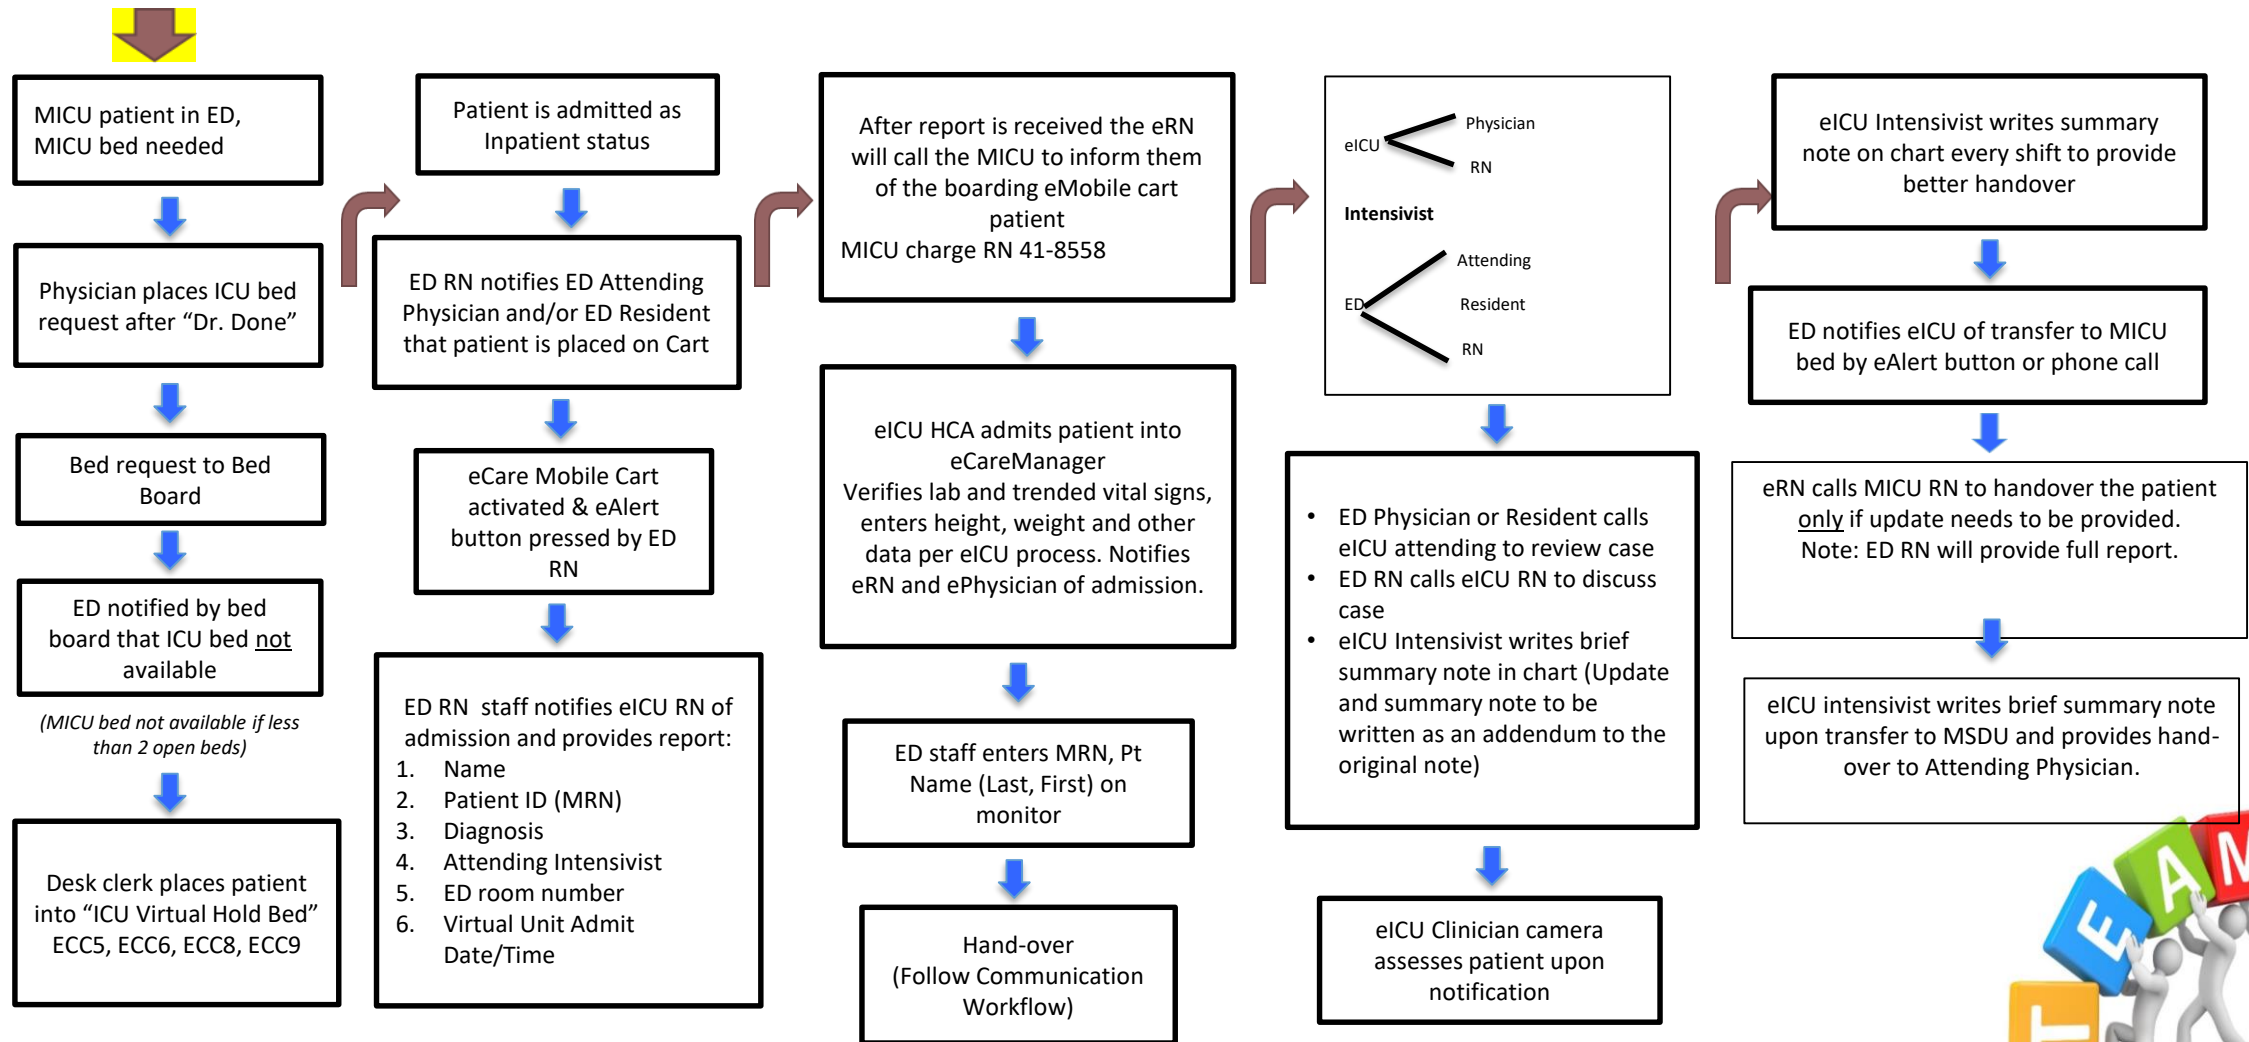 MICU patient in ED,
MICU bed needed
Physician places ICU bed
request after “Dr. Done”
Bed request to Bed
Board
ED notified by bed
board that ICU bed not
available
(MICU bed not available if less
than 2 open beds)
Desk clerk places patient
into “ICU Virtual Hold Bed”
ECC5, ECC6, ECC8, ECC9
Patient is admitted as
Inpatient status
ED RN notifies ED Attending
Physician and/or ED Resident
that patient is placed on Cart
eCare Mobile Cart
activated & eAlert
button pressed by ED
RN
ED RN staff notifies eICU RN of
admission and provides report:
1. Name
2. Patient ID (MRN)
3. Diagnosis
4. Attending Intensivist
5. ED room number
6. Virtual Unit Admit
Date/Time
After report is received the eRN
will call the MICU to inform them
of the boarding eMobile cart
patient
MICU charge RN 41-8558
eICU HCA admits patient into
eCareManager
Verifies lab and trended vital signs,
enters height, weight and other
data per eICU process. Notifies
eRN and ePhysician of admission.
ED staff enters MRN, Pt
Name (Last, First) on
monitor
Hand-over
(Follow Communication
Workflow)
Physician
eICU
RN
Intensivist
Attending
ED
Resident
RN
• ED Physician or Resident calls
eICU attending to review case
• ED RN calls eICU RN to discuss
case
• eICU Intensivist writes brief
summary note in chart (Update
and summary note to be
written as an addendum to the
original note)
eICU Clinician camera
assesses patient upon
notification
eICU Intensivist writes summary
note on chart every shift to provide
better handover
ED notifies eICU of transfer to MICU
bed by eAlert button or phone call
eRN calls MICU RN to handover the patient
only if update needs to be provided.
Note: ED RN will provide full report.
eICU intensivist writes brief summary note
upon transfer to MSDU and provides hand-
over to Attending Physician.
TEAM